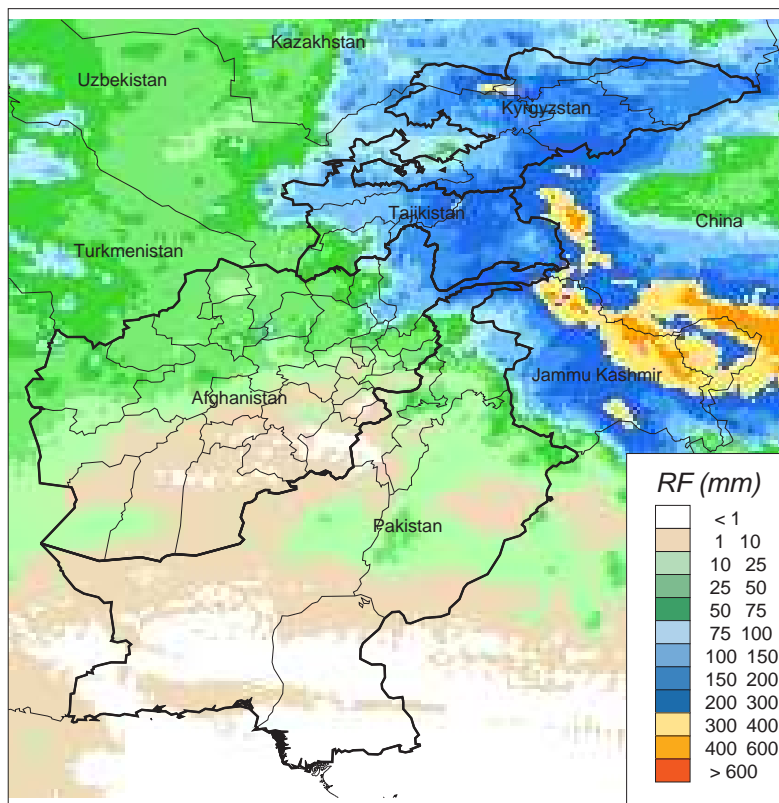 Kazakhstan
Uzbekistan
Kyrgyzstan
Tajikistan
China
Turkmenistan
Jammu Kashmir
Afghanistan
Pakistan
RF (mm)
< 1
1 10
10 25
25 50
50 75
75 100
100 150
150 200
200 300
300 400
400 600
> 600